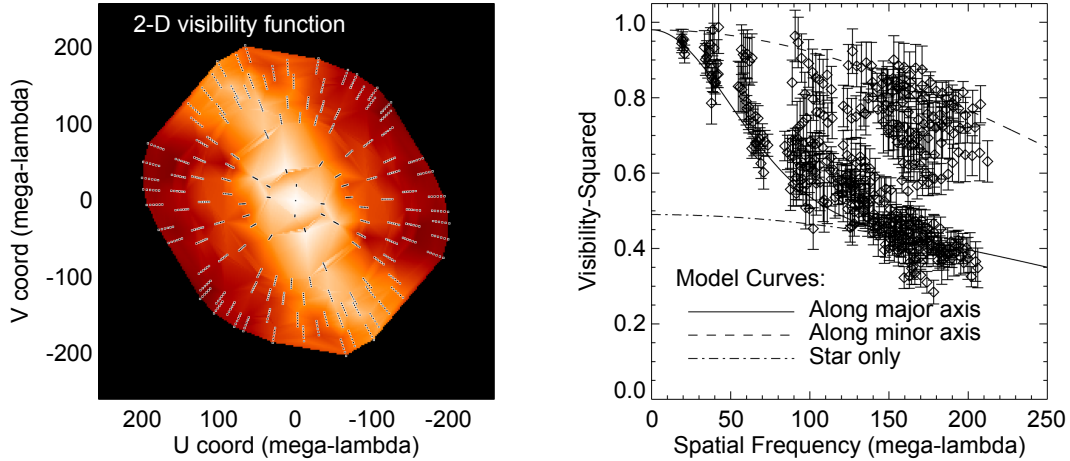 2-D visibility function
V coord (mega-lambda)
200
100
0
-100
-200
200 100 0 -100 -200
U coord (mega-lambda)
Visibility-Squared
1.0
0.8
0.6
0.4
0.2
0.0
Model Curves:
Along major axis
Along minor axis
Star only
0 50 100 150 200 250
Spatial Frequency (mega-lambda)